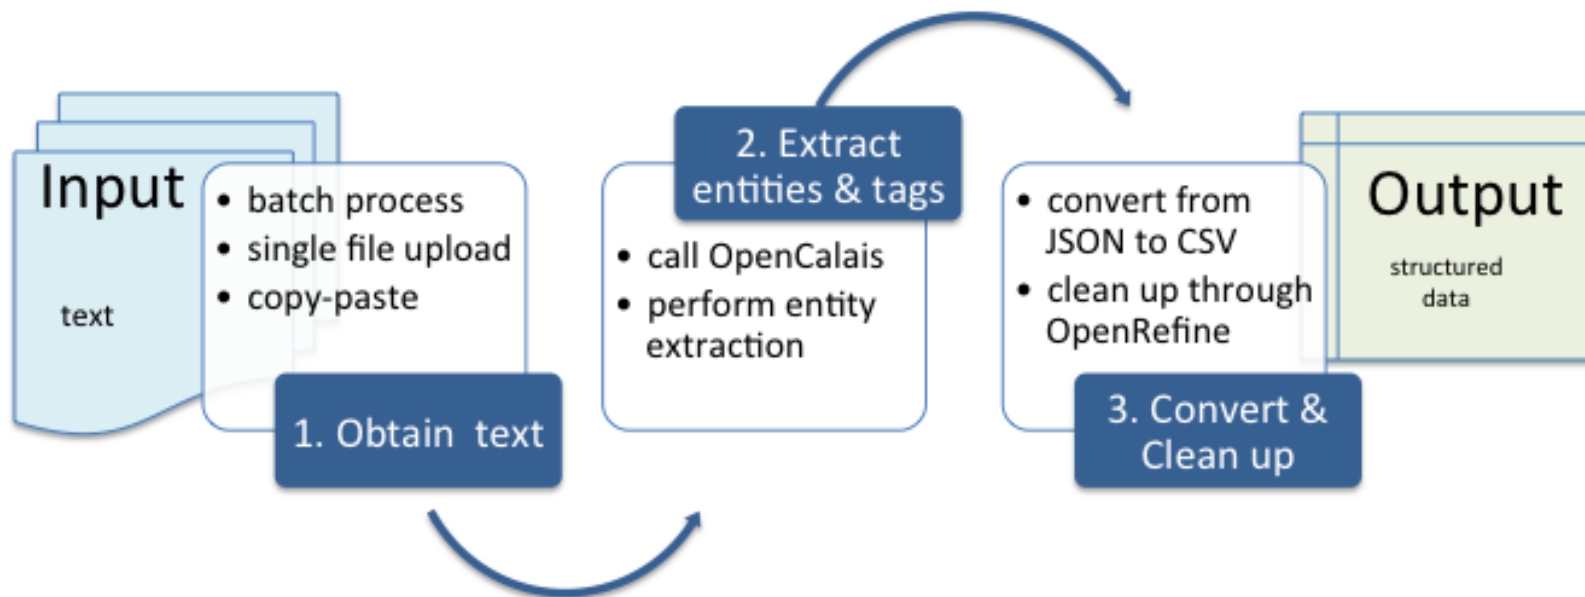 Input
text
• batch process
• single file upload
• copy-paste
1. Obtain text
2. Extract
entities & tags
• call OpenCalais
• perform entity
extraction
• convert from
JSON to CSV
• clean up through
OpenRefine
3. Convert &
Clean up
Output
structured
data